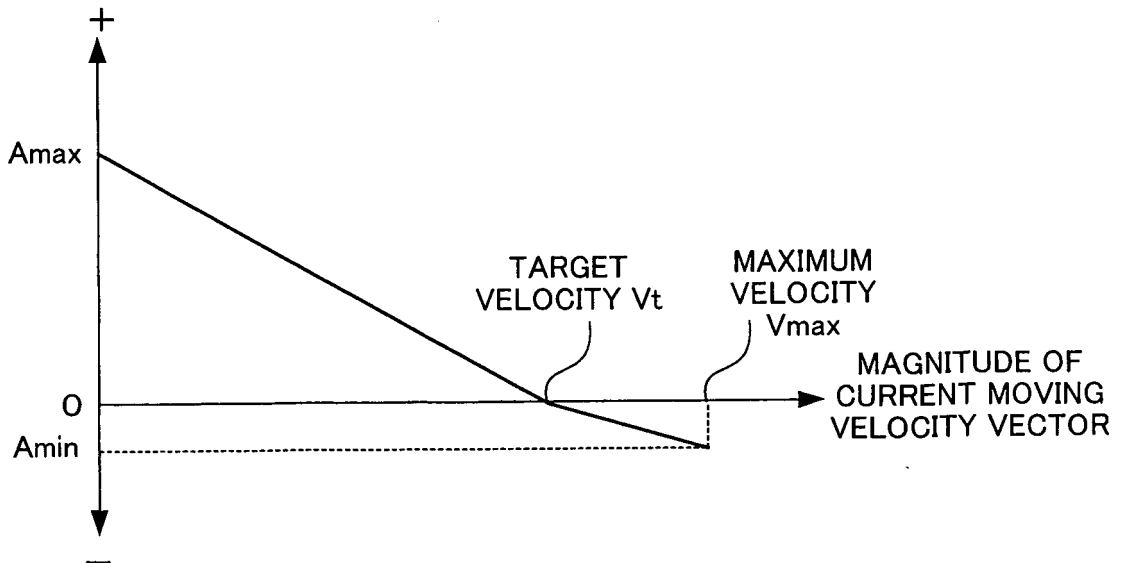 +
Amax
TARGET
VELOCITY Vt
MAXIMUM
VELOCITY
Vmax
MAGNITUDE OF
CURRENT MOVING
VELOCITY VECTOR
0
Amin
−